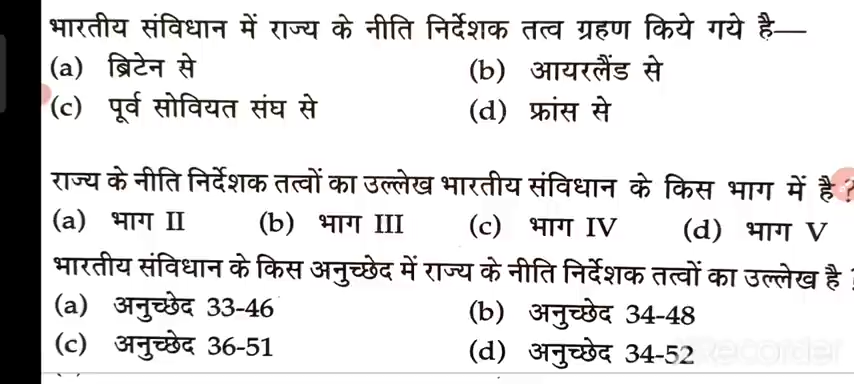 भारतीय संविधान में राज्य के नीति निर्देशक तत्व ग्रहण किये गये है—
(a) ब्रिटेन से (b) आयरलैंड से
(c) पूर्व सोवियत संघ से (d) फ्रांस से
राज्य के नीति निर्देशक तत्वों का उल्लेख भारतीय संविधान के किस भाग में है?
(a) भाग II (b) भाग III (c) भाग IV (d) भाग V
भारतीय संविधान के किस अनुच्छेद में राज्य के नीति निर्देशक तत्वों का उल्लेख है?
(a) अनुच्छेद 33-46 (b) अनुच्छेद 34-48
(c) अनुच्छेद 36-51 (d) अनुच्छेद 34-52
Recorder